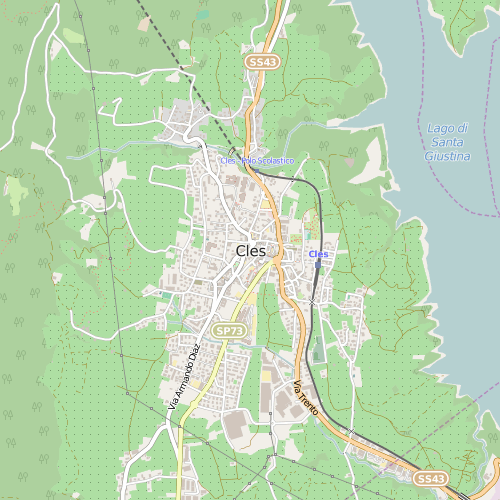 SS43
Lago di
Santa
Giustina
Cles - Polo Scolastico
Cles
Cles
SP73
Via Armando Diaz
Via Trento
SS43